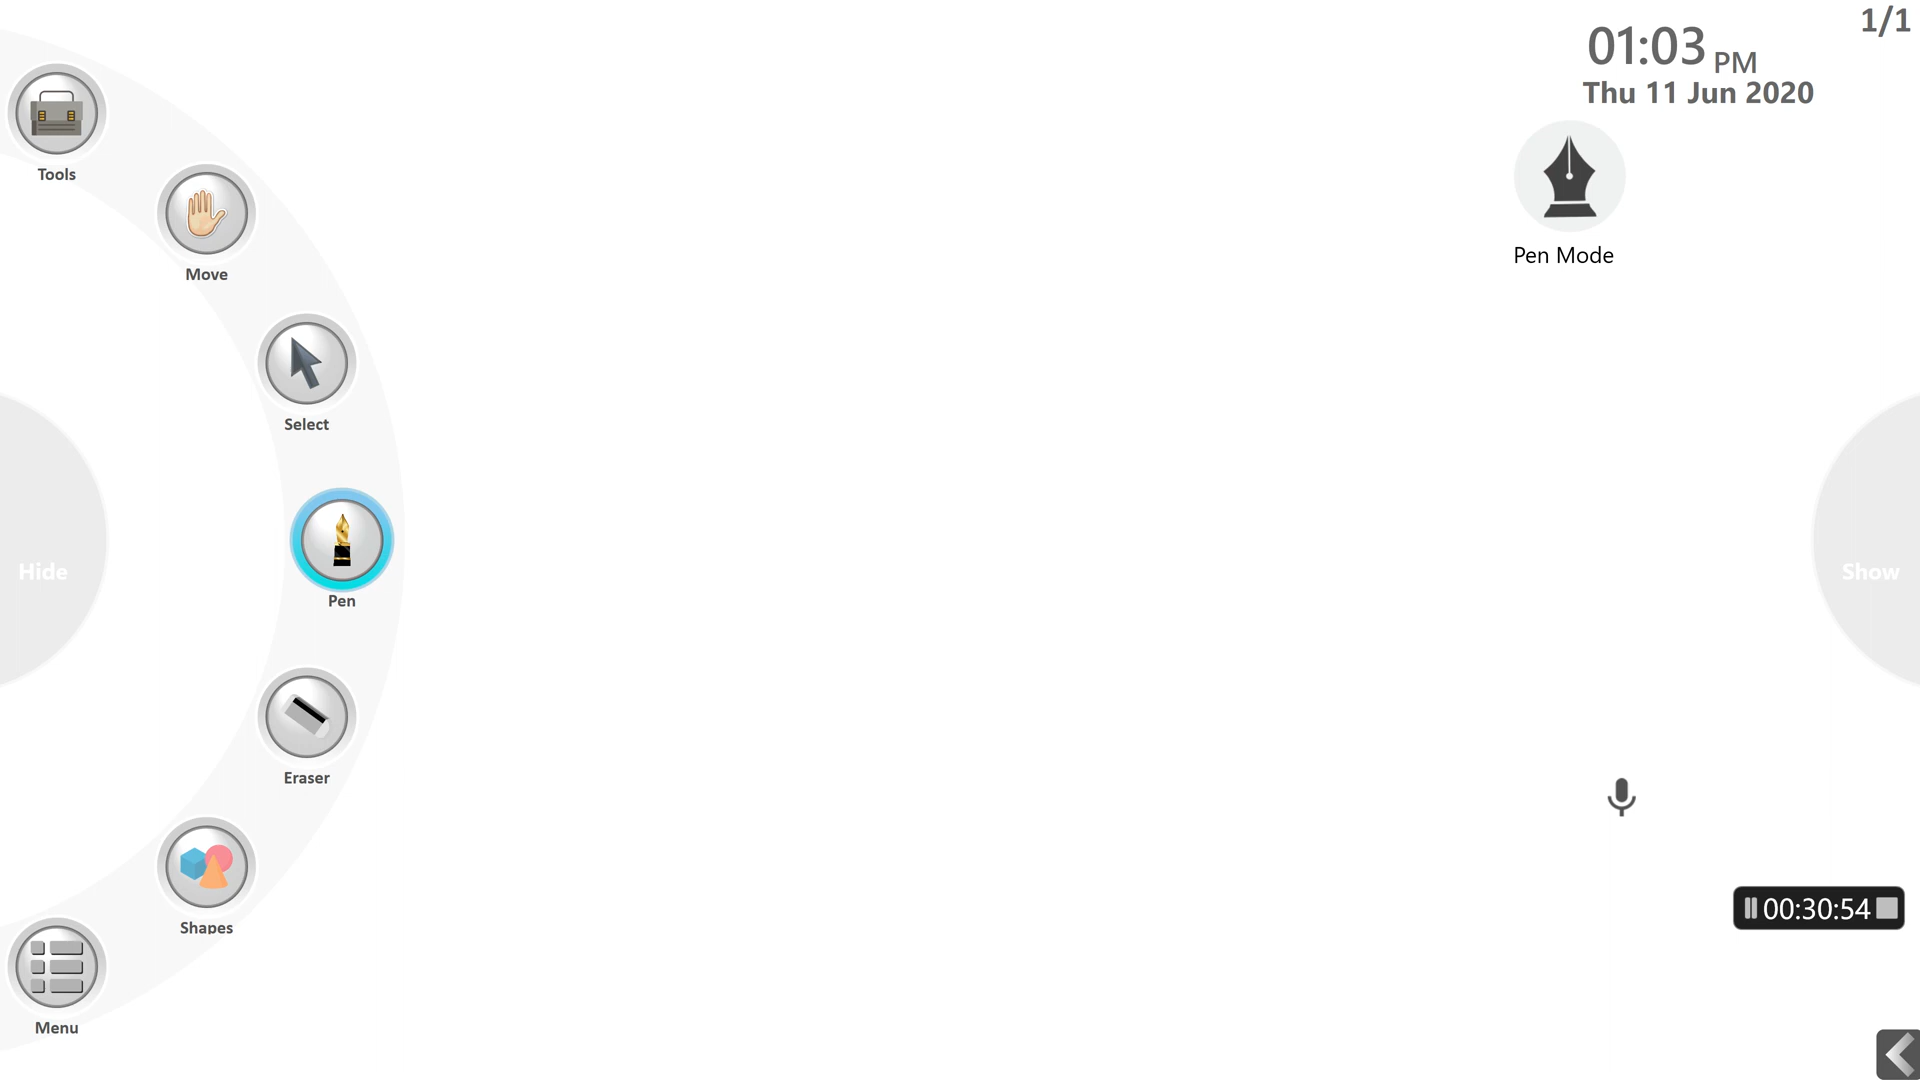 1/1
01:03 PM
Thu 11 Jun 2020
Tools
Move
Pen Mode
Select
Hide
Show
Pen
Eraser
00:30:54
Shapes
Menu